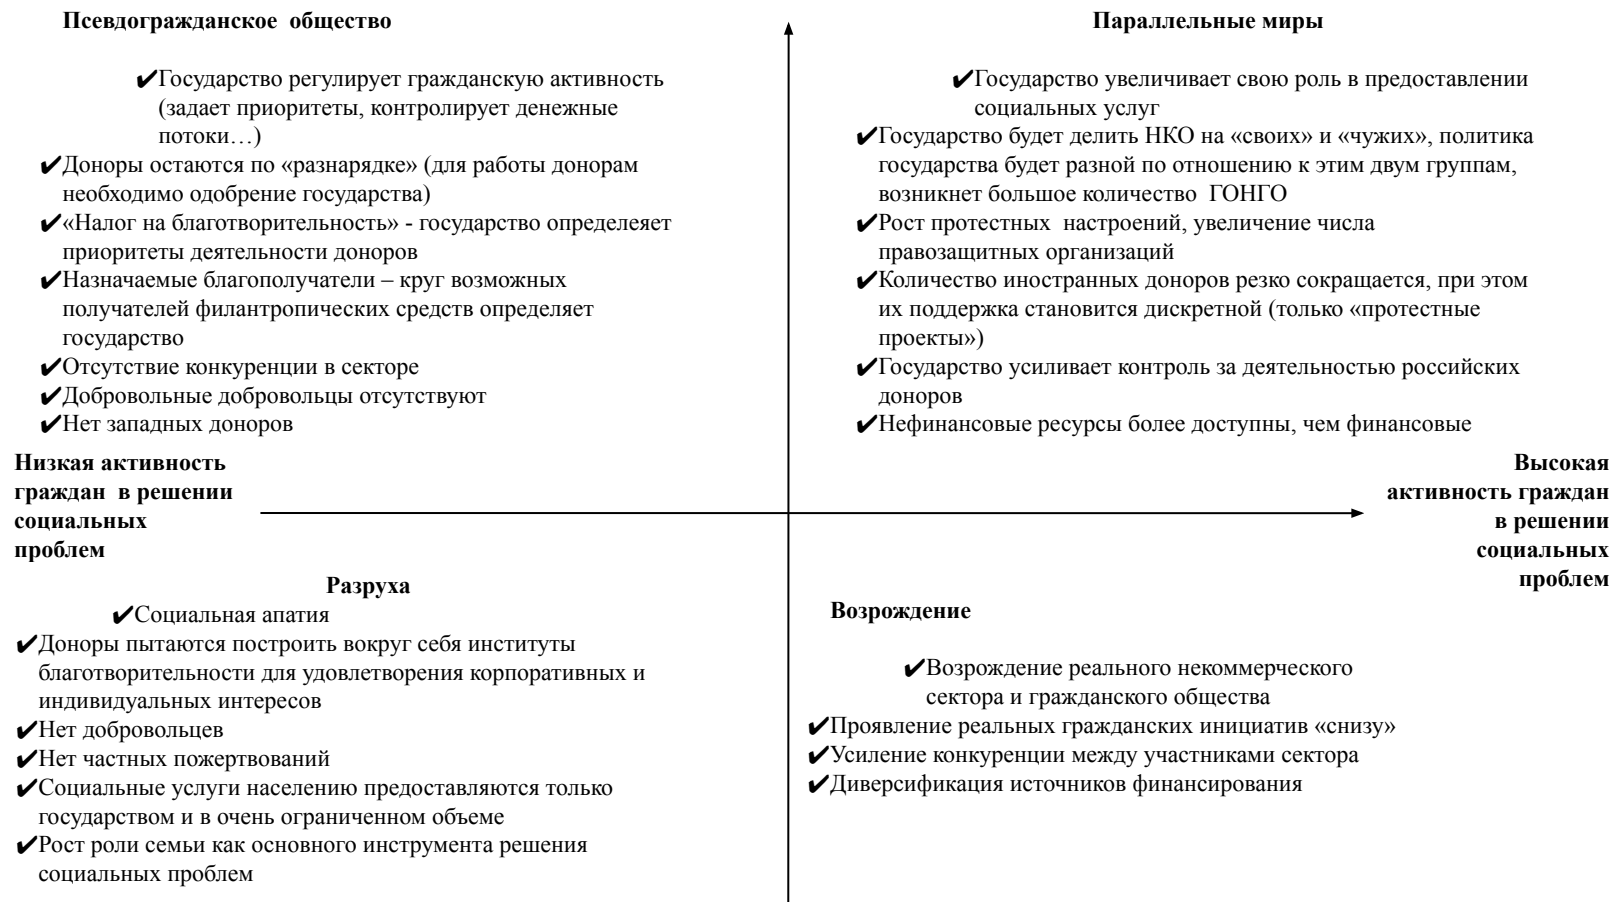 Псевдогражданское общество
✔Государство регулирует гражданскую активность
(задает приоритеты, контролирует денежные
потоки…)
✔Доноры остаются по «разнарядке» (для работы донорам
необходимо одобрение государства)
✔«Налог на благотворительность» - государство определеяет
приоритеты деятельности доноров
✔Назначаемые благополучатели – круг возможных
получателей филантропических средств определяет
государство
✔Отсутствие конкуренции в секторе
✔Добровольные добровольцы отсутствуют
✔Нет западных доноров
Параллельные миры
✔Государство увеличивает свою роль в предоставлении
социальных услуг
✔Государство будет делить НКО на «своих» и «чужих», политика
государства будет разной по отношению к этим двум группам,
возникнет большое количество ГОНГО
✔Рост протестных настроений, увеличение числа
правозащитных организаций
✔Количество иностранных доноров резко сокращается, при этом
их поддержка становится дискретной (только «протестные
проекты»)
✔Государство усиливает контроль за деятельностью российских
доноров
✔Нефинансовые ресурсы более доступны, чем финансовые
Низкая активность
граждан в решении
социальных
проблем
Высокая
активность граждан
в решении
социальных
проблем
Разруха
✔Социальная апатия
✔Доноры пытаются построить вокруг себя институты
благотворительности для удовлетворения корпоративных и
индивидуальных интересов
✔Нет добровольцев
✔Нет частных пожертвований
✔Социальные услуги населению предоставляются только
государством и в очень ограниченном объеме
✔Рост роли семьи как основного инструмента решения
социальных проблем
Возрождение
✔Возрождение реального некоммерческого
сектора и гражданского общества
✔Проявление реальных гражданских инициатив «снизу»
✔Усиление конкуренции между участниками сектора
✔Диверсификация источников финансирования